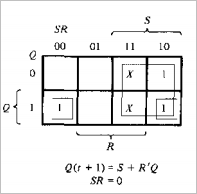 S
SR
Q 00 01 11 10
0 X 1
Q 1 1 X 1
R
Q(t + 1) = S + R'Q
SR = 0